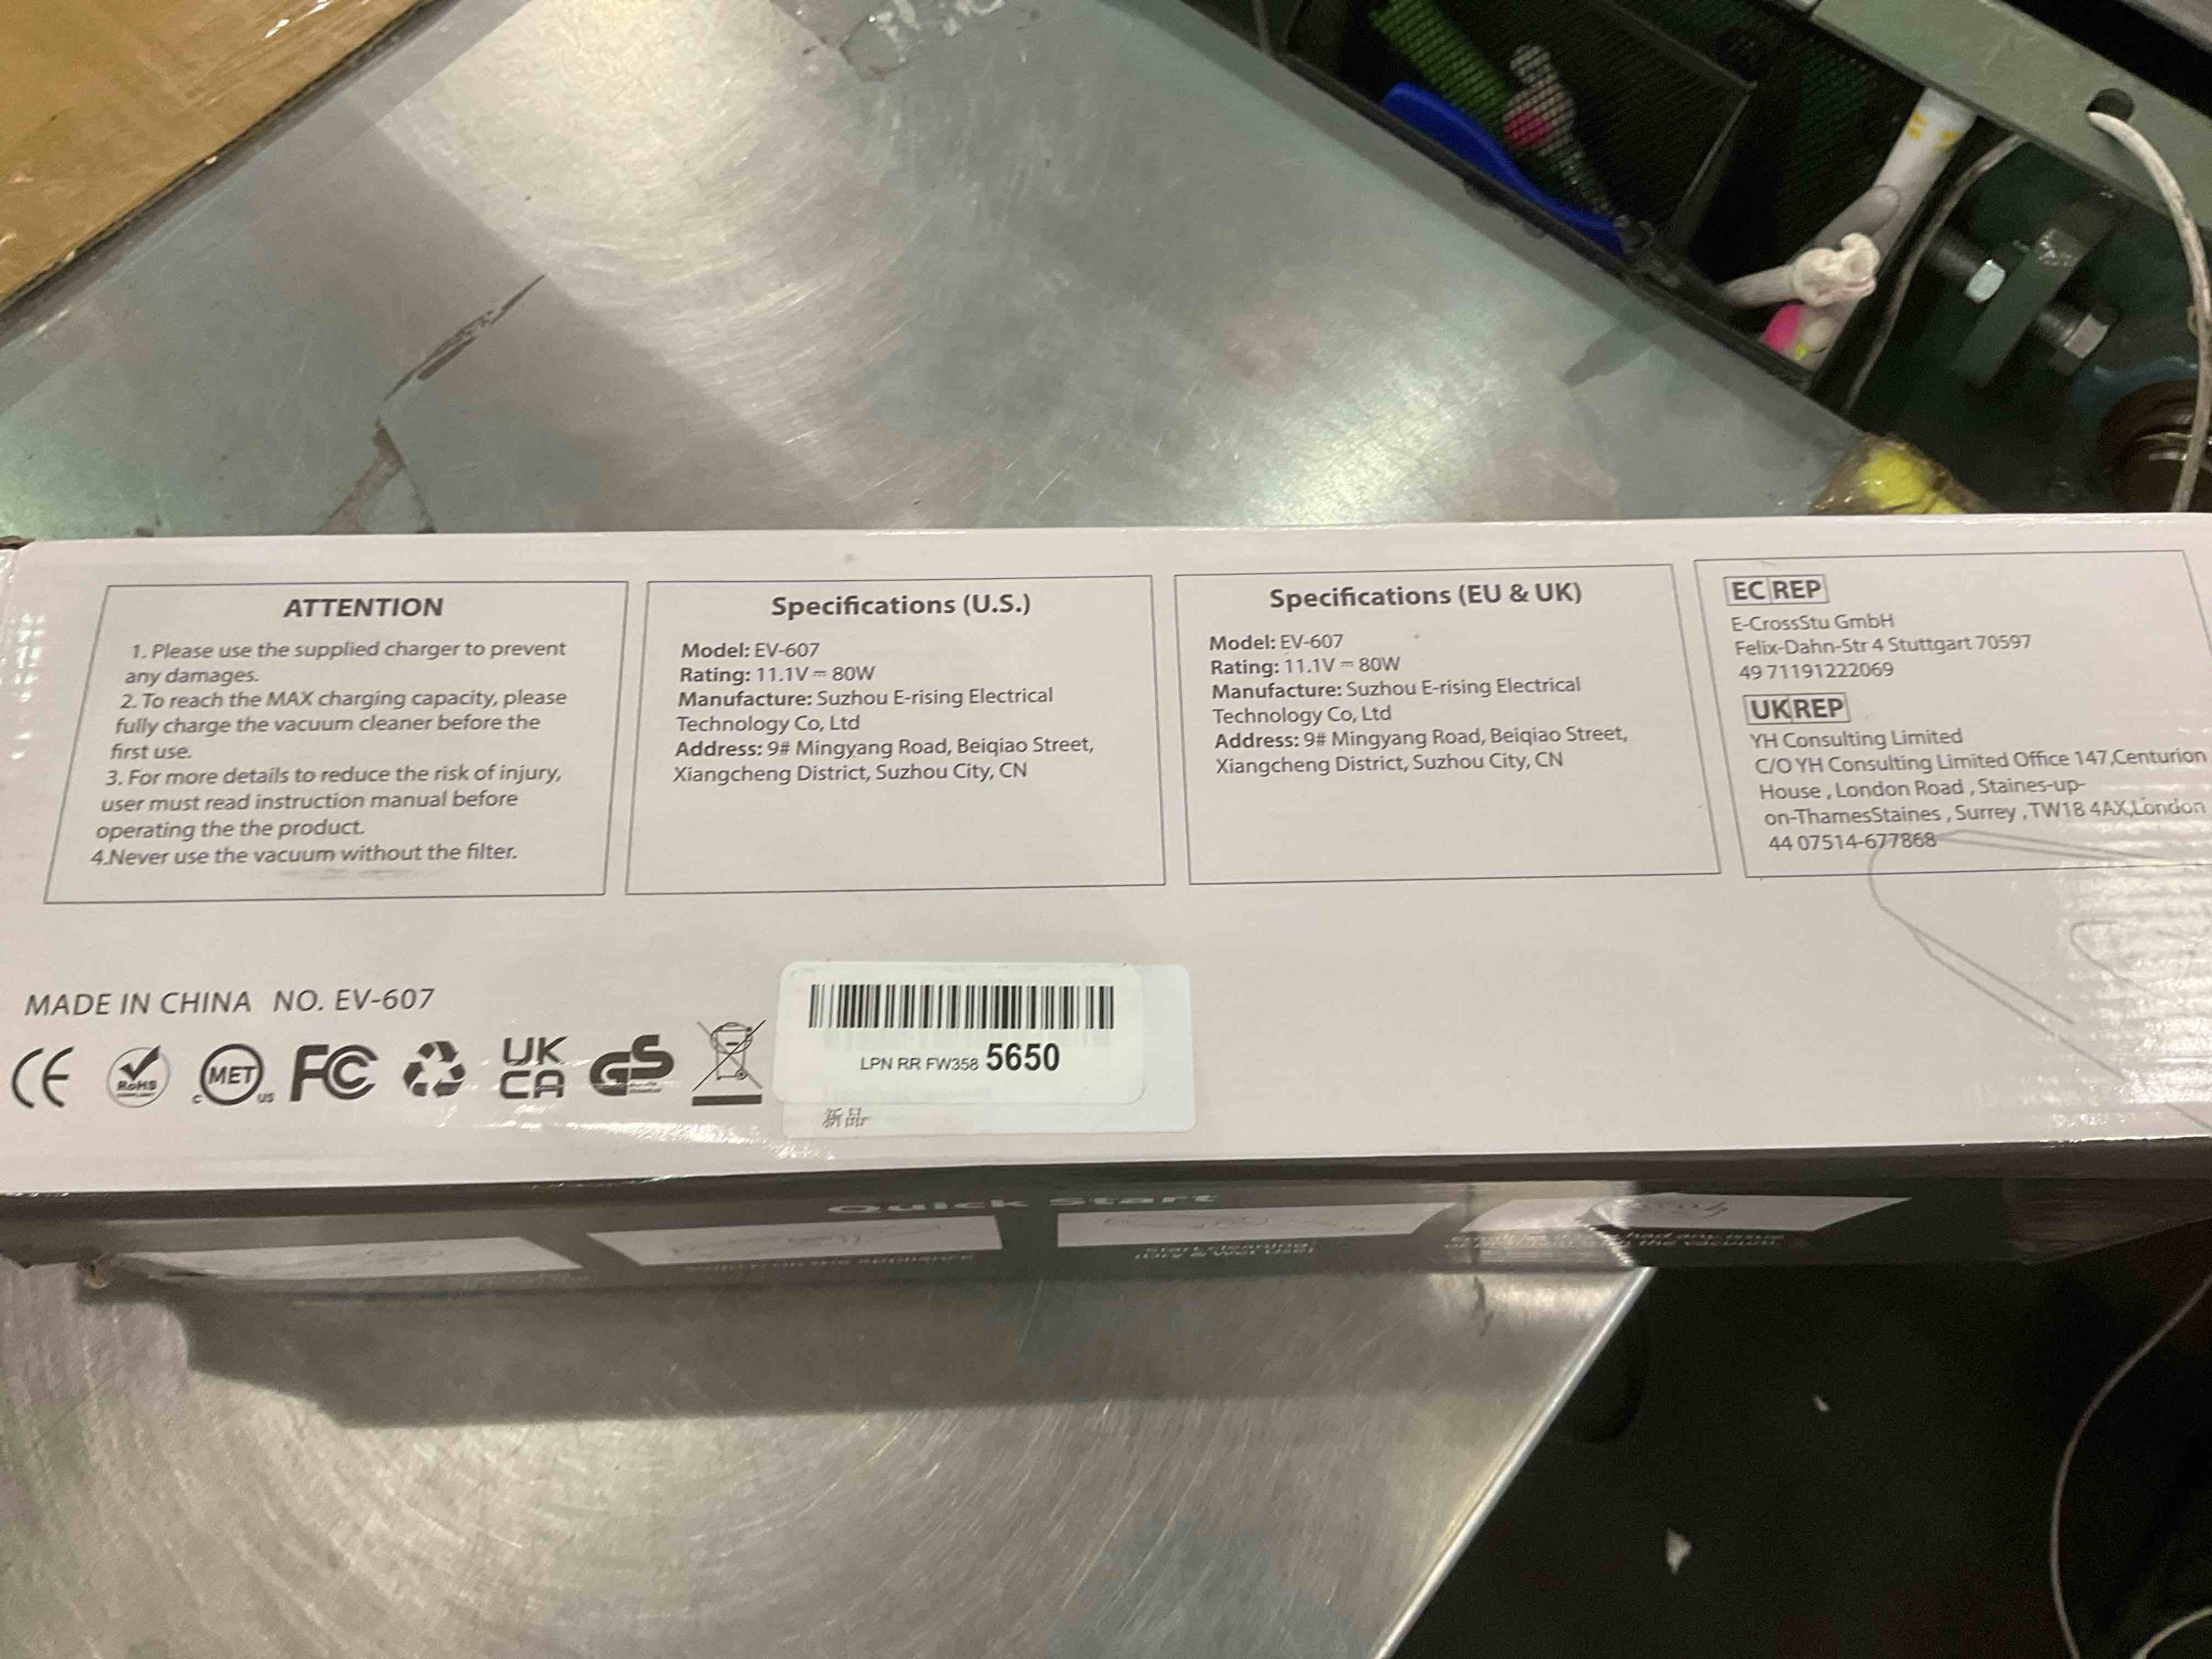 ATTENTION
1. Please use the supplied charger to prevent
any damages.
2. To reach the MAX charging capacity, please
fully charge the vacuum cleaner before the
first use.
3. For more details to reduce the risk of injury,
user must read instruction manual before
operating the the product.
4.Never use the vacuum without the filter.
Specifications (U.S.)
Model: EV-607
Rating: 11.1V ⎓ 80W
Manufacture: Suzhou E-rising Electrical
Technology Co, Ltd
Address: 9# Mingyang Road, Beiqiao Street,
Xiangcheng District, Suzhou City, CN
Specifications (EU & UK)
Model: EV-607
Rating: 11.1V ⎓ 80W
Manufacture: Suzhou E-rising Electrical
Technology Co, Ltd
Address: 9# Mingyang Road, Beiqiao Street,
Xiangcheng District, Suzhou City, CN
EC REP
E-CrossStu GmbH
Felix-Dahn-Str 4 Stuttgart 70597
49 71191222069
UK REP
YH Consulting Limited
C/O YH Consulting Limited Office 147,Centurion
House , London Road , Staines-up-
on-ThamesStaines , Surrey , TW18 4AX,London
44 07514-677868
MADE IN CHINA NO. EV-607
CE RoHS c MET us FC UK CA GS
LPN RR FW358 5650
新品
Quick Start
Start cleaning
(Dry & Wet Use)